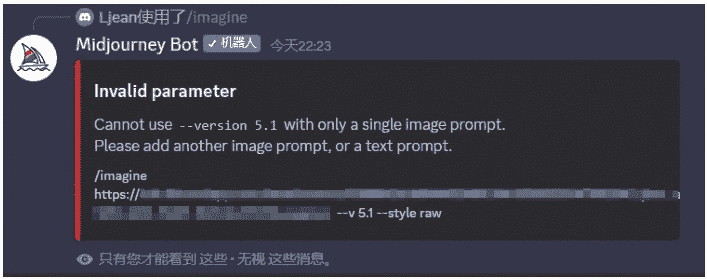 Ljean使用了/imagine
Midjourney Bot ✓ 机器人 今天22:23
Invalid parameter
Cannot use --version 5.1 with only a single image prompt.
Please add another image prompt, or a text prompt.
/imagine
https://
--v 5.1 --style raw
只有您才能看到 这些 · 无视 这些消息。